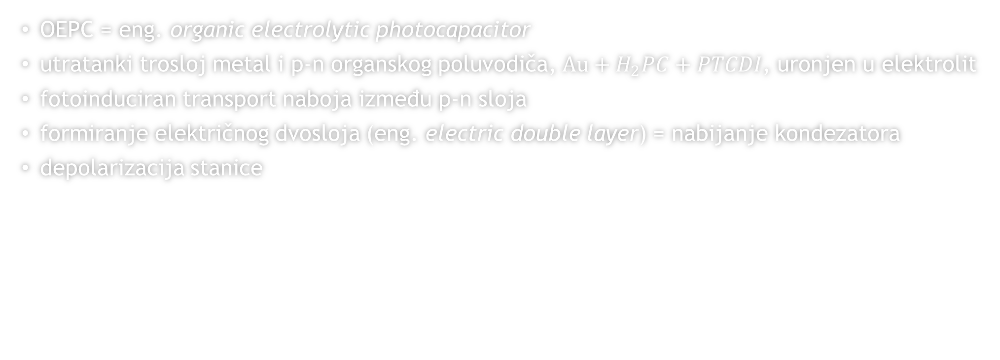 • OEPC = eng. organic electrolytic photocapacitor
• utratanki trosloj metal i p-n organskog poluvodiča, Au + H₂PC + PTCDI, uronjen u elektrolit
• fotoinduciran transport naboja između p-n sloja
• formiranje električnog dvosloja (eng. electric double layer) = nabijanje kondezatora
• depolarizacija stanice